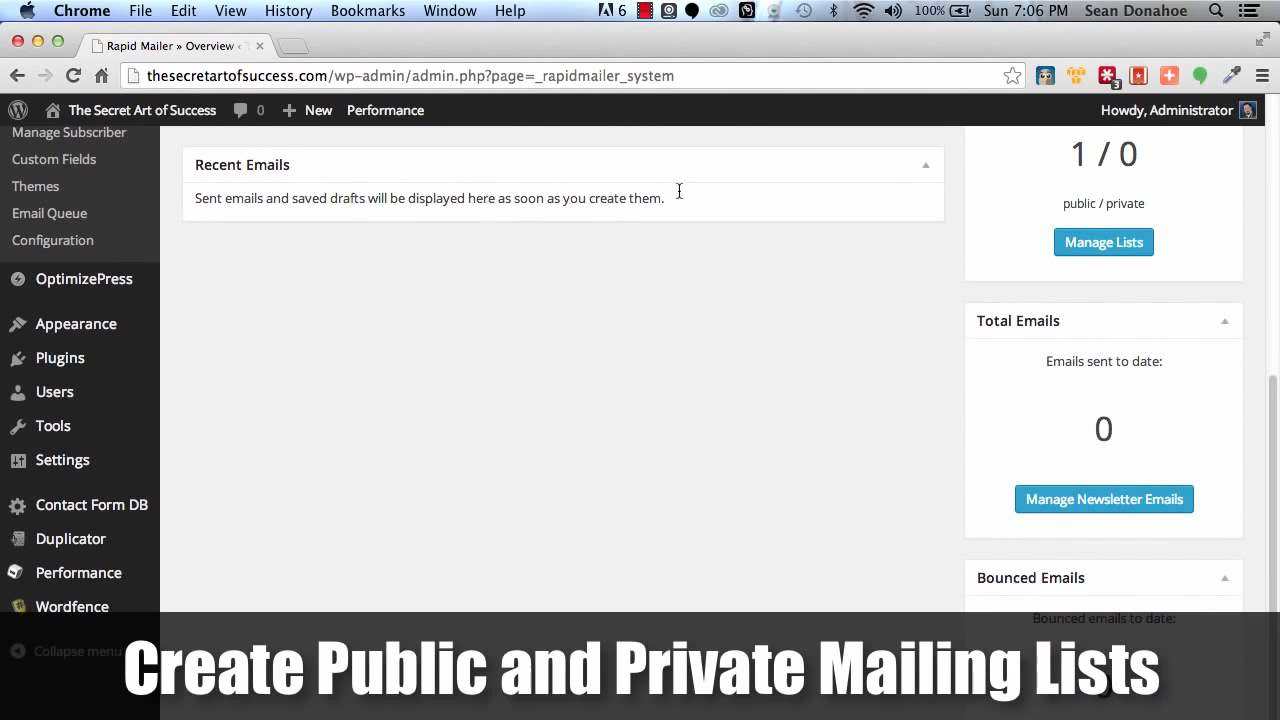 Chrome File Edit View History Bookmarks Window Help 6 100% Sun 7:06 PM Sean Donahoe
Rapid Mailer » Overview ‹
thesecretartofsuccess.com/wp-admin/admin.php?page=_rapidmailer_system 3
The Secret Art of Success 0 New Performance Howdy, Administrator
Manage Subscriber
Custom Fields
Themes
Email Queue
Configuration
OptimizePress
Appearance
Plugins
Users
Tools
Settings
Contact Form DB
Duplicator
Performance
Wordfence
Collapse menu
Recent Emails
Sent emails and saved drafts will be displayed here as soon as you create them.
1 / 0
public / private
Manage Lists
Total Emails
Emails sent to date:
0
Manage Newsletter Emails
Bounced Emails
Bounced emails to date:
Create Public and Private Mailing Lists